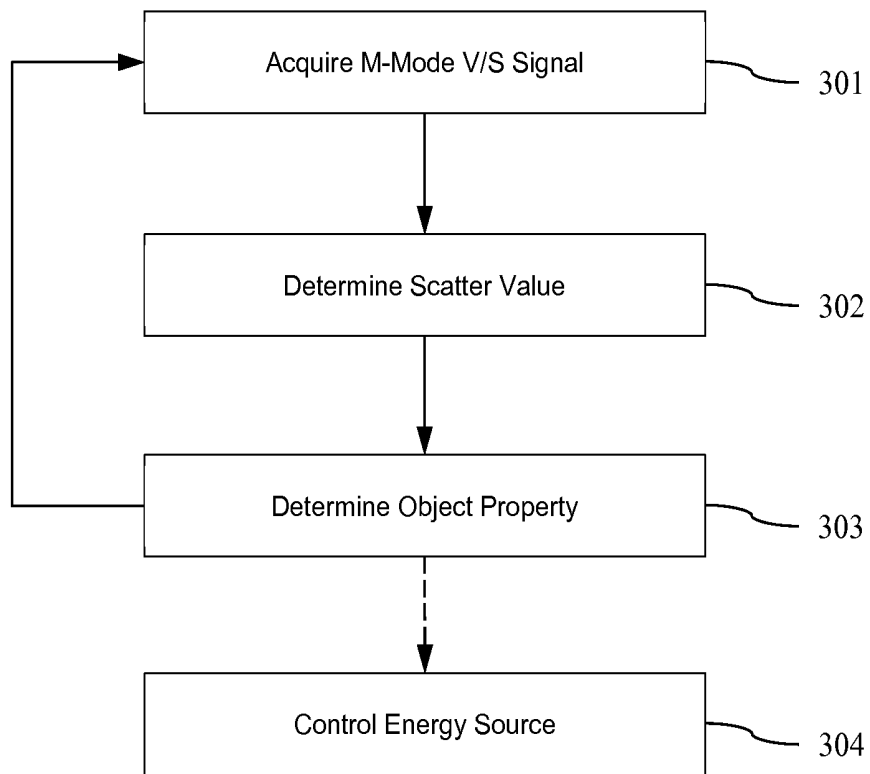 Acquire M-Mode V/S Signal
301
Determine Scatter Value
302
Determine Object Property
303
Control Energy Source
304